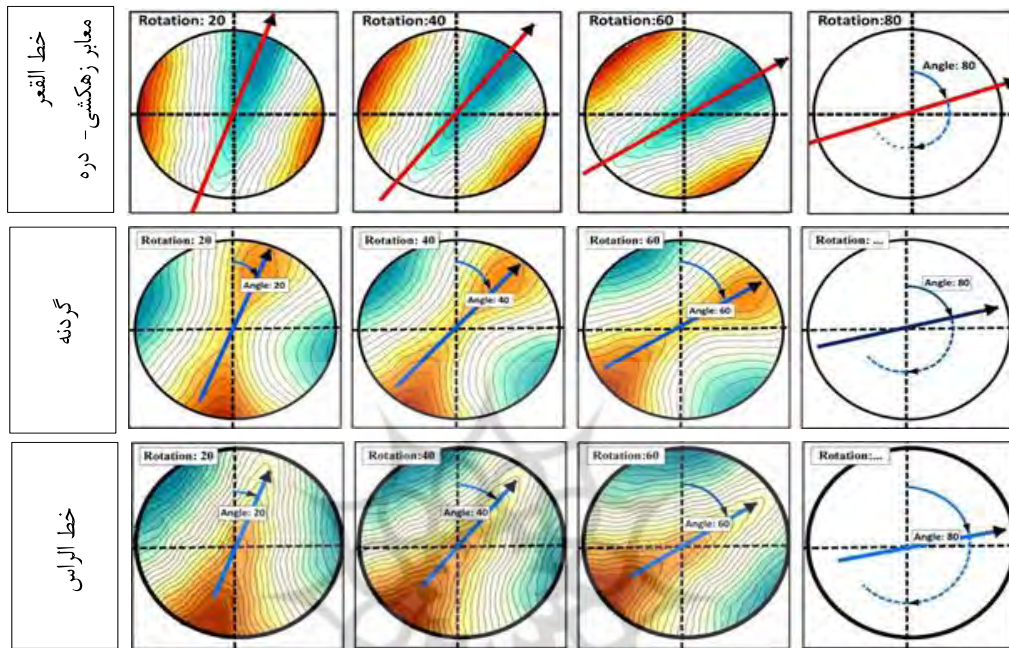 خط القعر
معابر زهکشی - دره
Rotation: 20
Rotation:40
Rotation:60
Rotation:80
Angle: 80
گردنه
Rotation: 20
Angle: 20
Rotation: 40
Angle: 40
Rotation: 60
Angle: 60
Rotation: ...
Angle: 80
خط الراس
Rotation: 20
Angle: 20
Rotation:40
Angle: 40
Rotation:60
Angle: 60
Rotation:...
Angle: 80